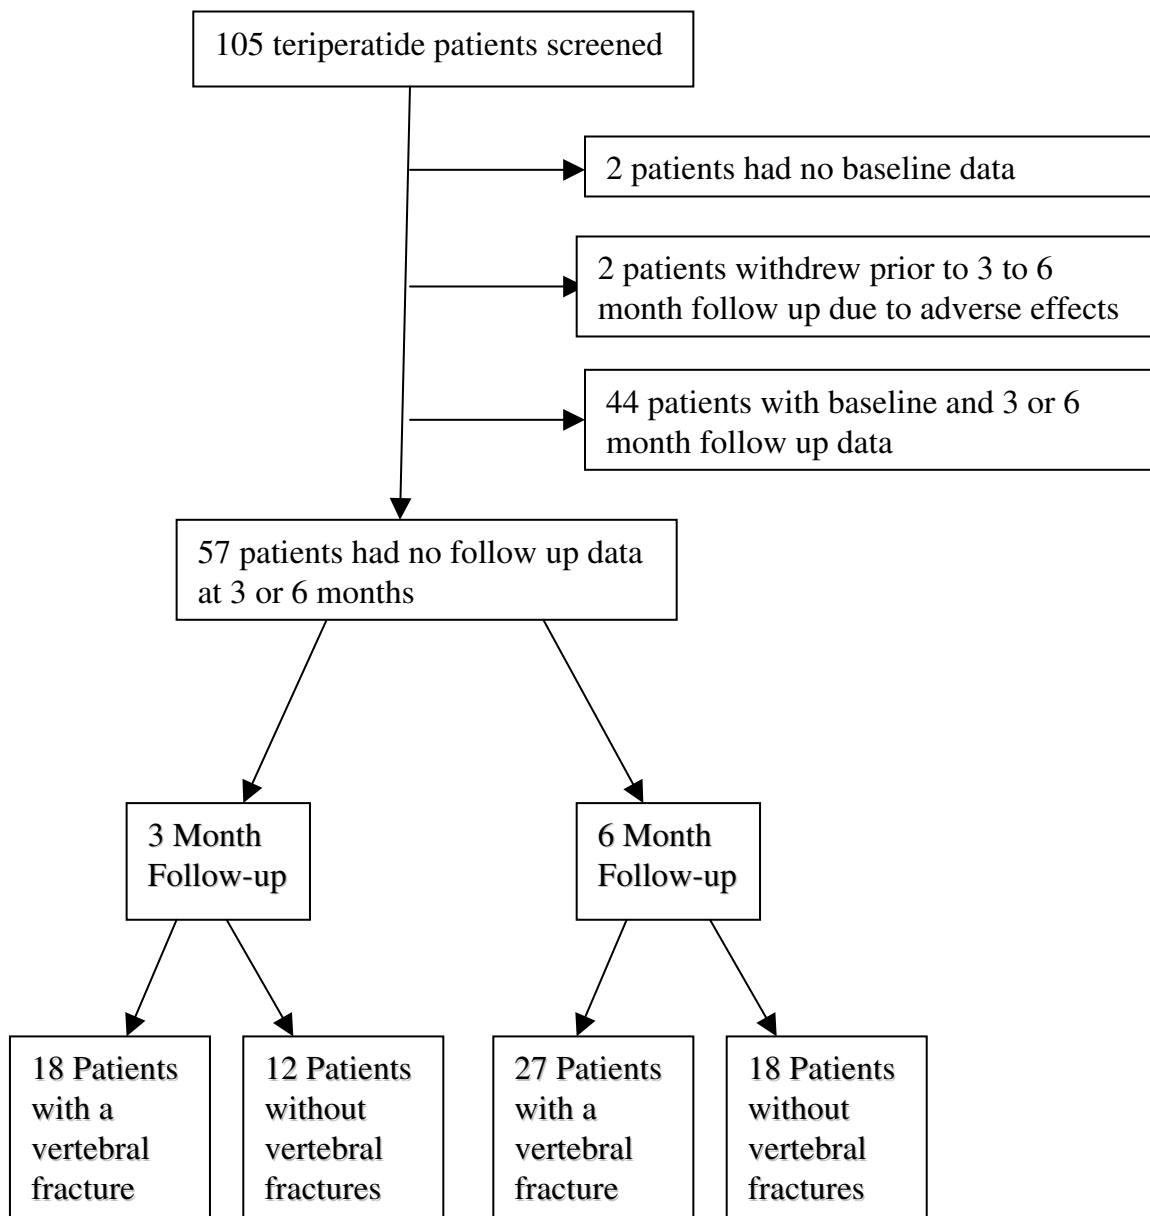 105 teriperatide patients screened
2 patients had no baseline data
2 patients withdrew prior to 3 to 6
month follow up due to adverse effects
44 patients with baseline and 3 or 6
month follow up data
57 patients had no follow up data
at 3 or 6 months
3 Month
Follow-up
6 Month
Follow-up
18 Patients
with a
vertebral
fracture
12 Patients
without
vertebral
fractures
27 Patients
with a
vertebral
fracture
18 Patients
without
vertebral
fractures